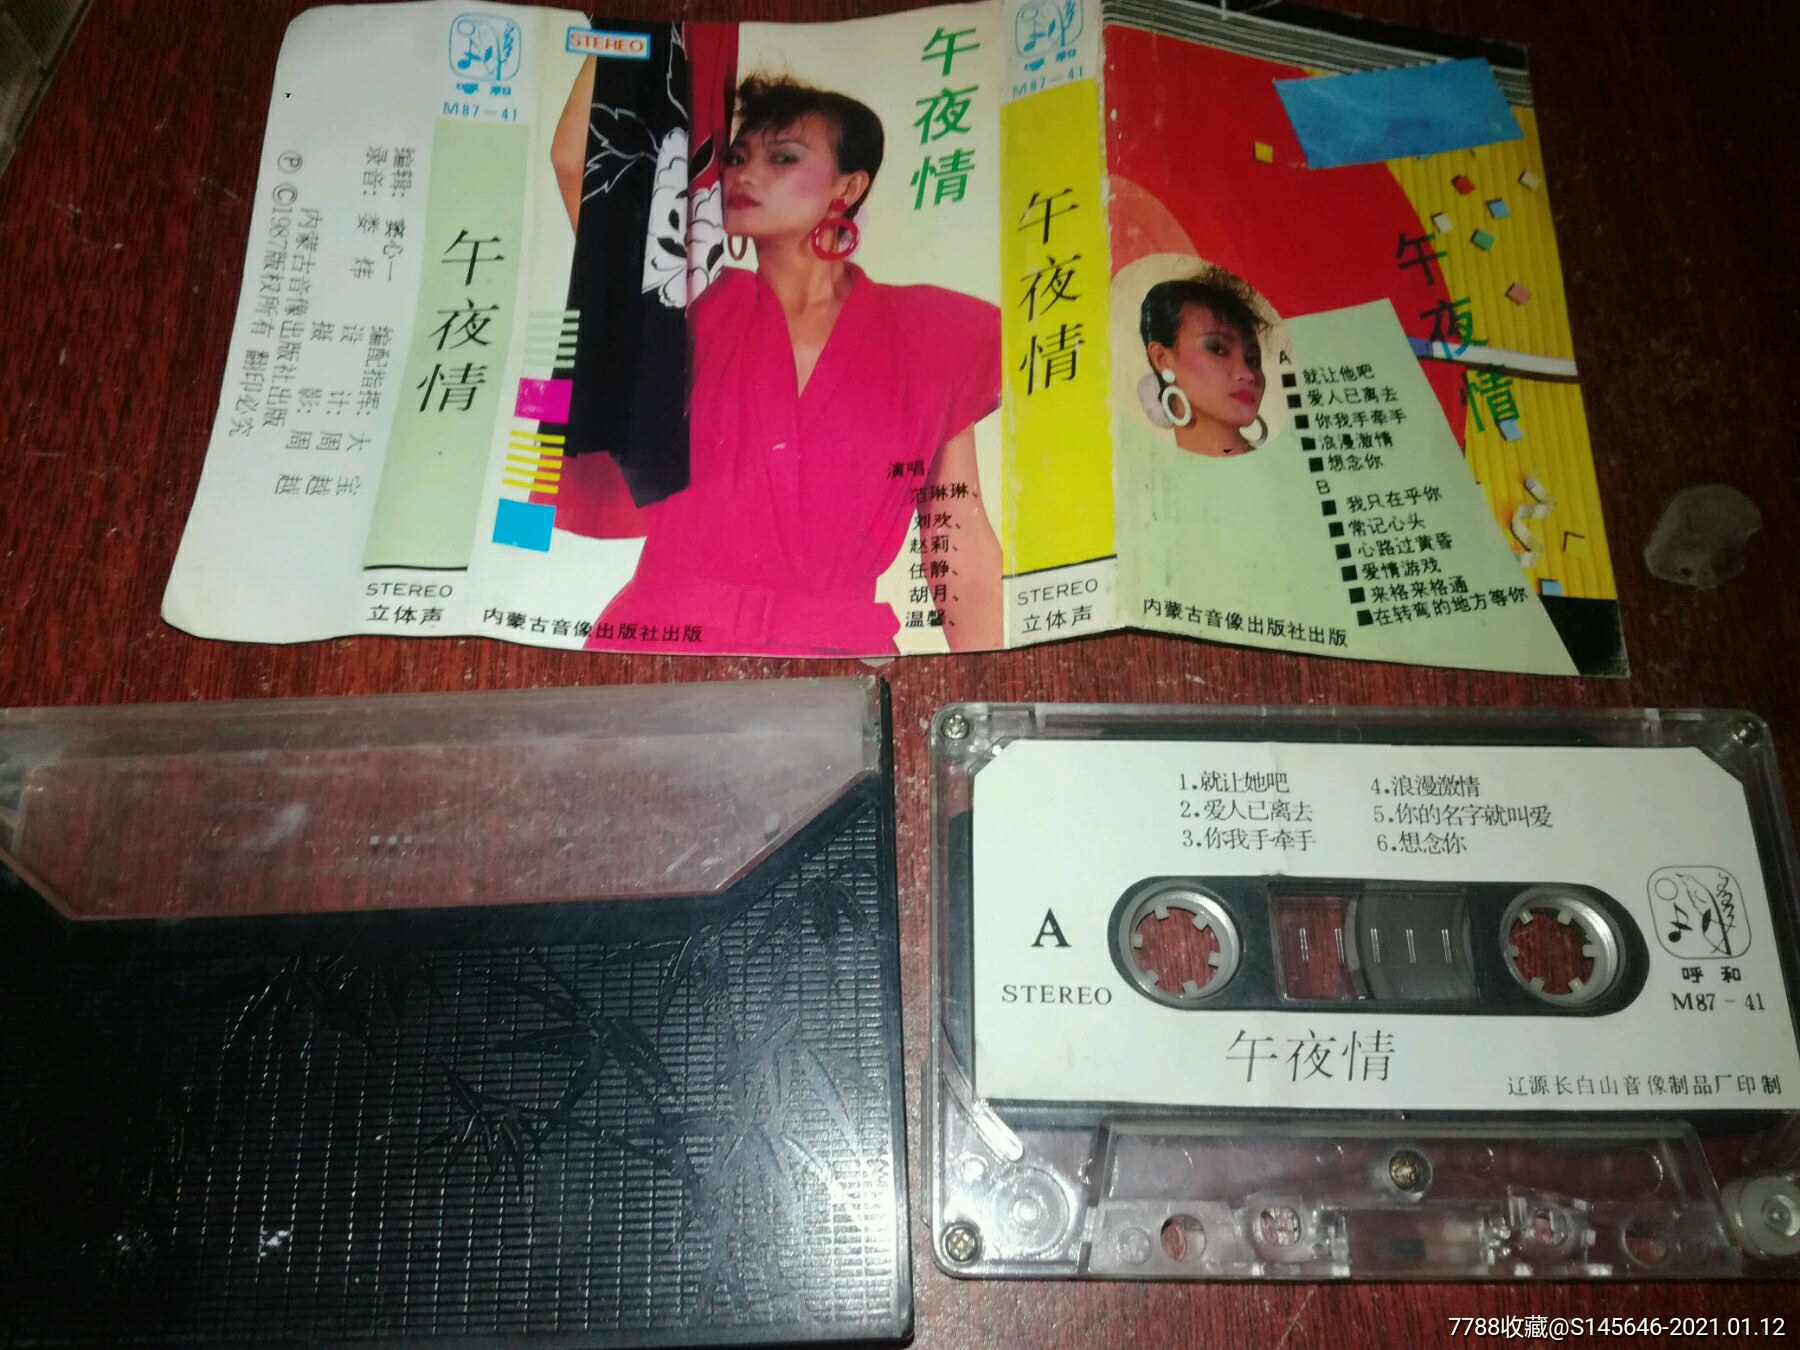 呼和
M87-41
编辑: 窦心一
录音: 娄 炜
编配指挥: 大 宝
设 计: 周 越
摄 影: 周 越
内蒙古音像出版社出版
Ⓟ ©1987版权所有 翻印必究
午夜情
STEREO
立体声
STEREO
午夜情
演唱:
范琳琳、
刘欢、
赵莉、
任静、
胡月、
温馨、
内蒙古音像出版社出版
呼和
M87-41
午夜情
STEREO
立体声
午夜情
A
■就让他吧
■爱人已离去
■你我手牵手
■浪漫激情
■想念你
B
■我只在乎你
■常记心头
■心路过黄昏
■爱情游戏
■来格来格通
■在转弯的地方等你
内蒙古音像出版社出版
1.就让她吧
2.爱人已离去
3.你我手牵手
4.浪漫激情
5.你的名字就叫爱
6.想念你
A
STEREO
呼和
M87-41
午夜情
辽源长白山音像制品厂印制
7788收藏@S145646-2021.01.12